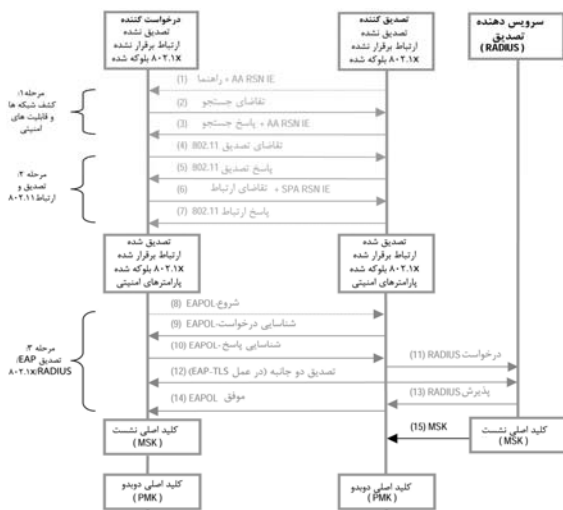 درخواست کننده
تصدیق نشده
ارتباط برقرار نشده
۸۰۲.۱X بلوکه شده
تصدیق کننده
تصدیق نشده
ارتباط برقرار نشده
۸۰۲.۱X بلوکه شده
سرویس دهنده
تصدیق
(RADIUS)
مرحله ۱:
کشف شبکه ها
و قابلیت های
امنیتی
(1) راهنما + AA RSN IE
(2) تقاضای جستجو
(3) پاسخ جستجو + AA RSN IE
(4) تقاضای تصدیق 802.11
مرحله ۲:
تصدیق و
ارتباط ۸۰۲.۱۱
(5) پاسخ تصدیق 802.11
(6) تقاضای ارتباط + SPA RSN IE
(7) پاسخ ارتباط 802.11
تصدیق شده
ارتباط برقرار شده
۸۰۲.۱X بلوکه شده
پارامترهای امنیتی
تصدیق شده
ارتباط برقرار شده
۸۰۲.۱X بلوکه شده
پارامترهای امنیتی
مرحله ۳:
تصدیق EAP/
۸۰۲.۱X/RADIUS
(8) شروع-EAPOL
(9) شناسایی درخواست-EAPOL
(10) شناسایی پاسخ-EAPOL
(11) درخواست RADIUS
(12) تصدیق دو جانبه (در عمل EAP-TLS)
(13) پذیرش RADIUS
(14) موفق EAPOL
کلید اصلی نشست
(MSK)
(15) MSK
کلید اصلی نشست
(MSK)
کلید اصلی دوبدو
(PMK)
کلید اصلی دوبدو
(PMK)